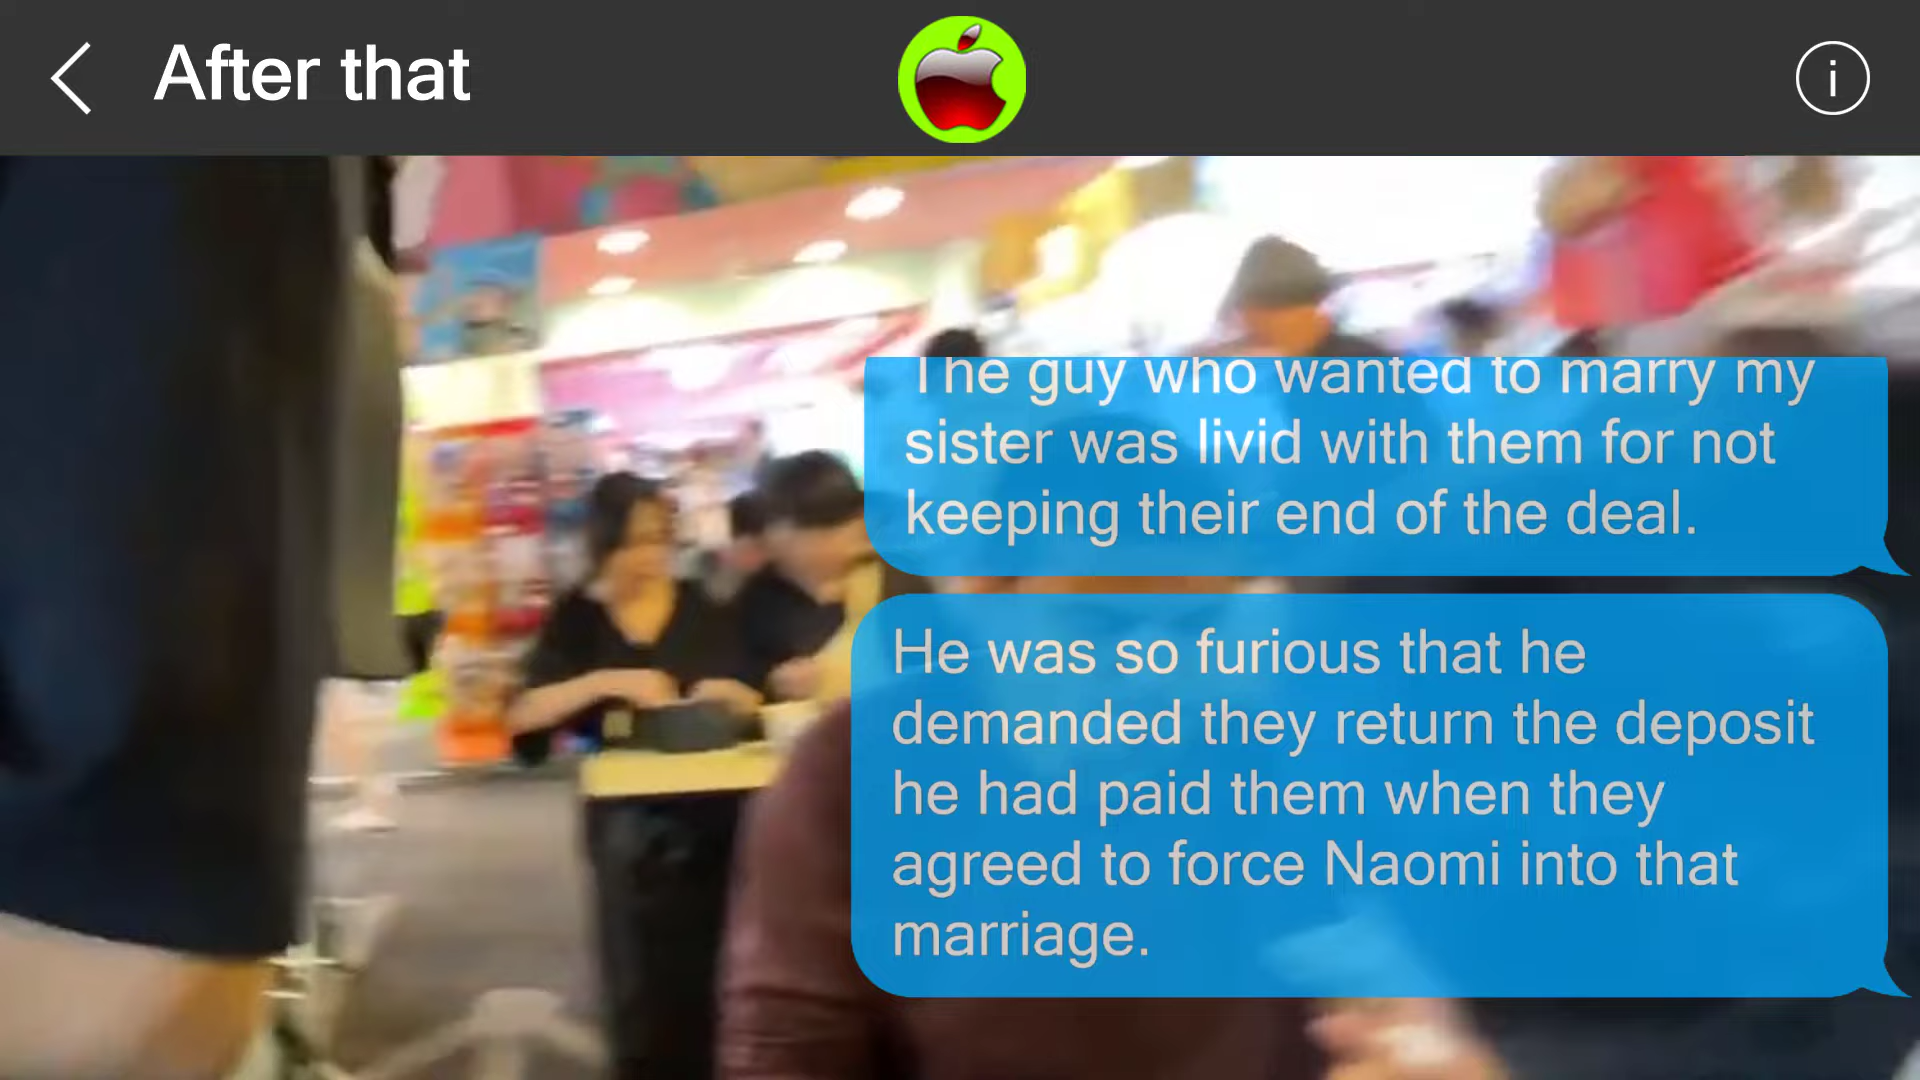 After that
The guy who wanted to marry my
sister was livid with them for not
keeping their end of the deal.
He was so furious that he
demanded they return the deposit
he had paid them when they
agreed to force Naomi into that
marriage.